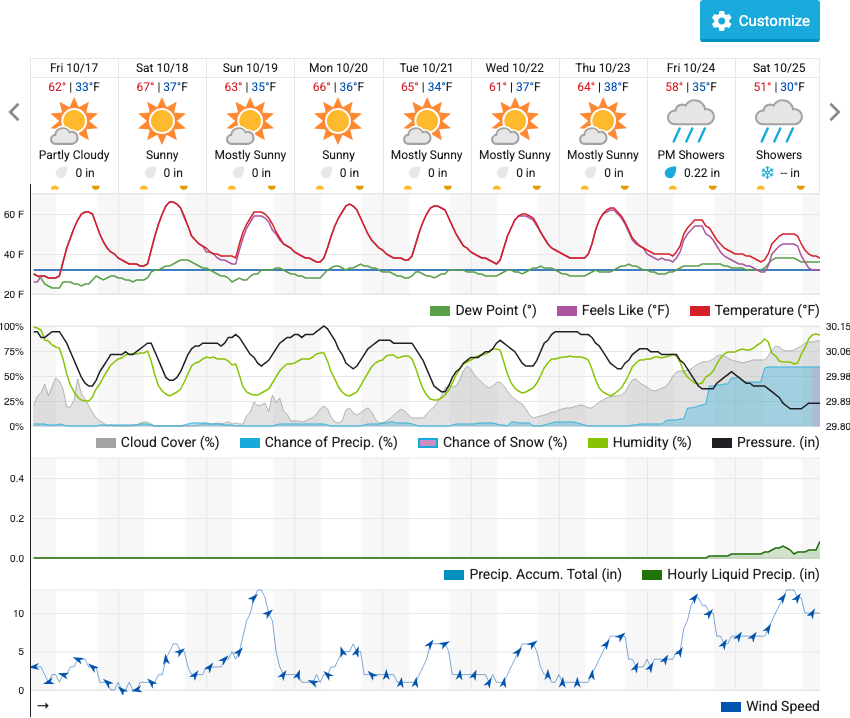 Customize
Fri 10/17 Sat 10/18 Sun 10/19 Mon 10/20 Tue 10/21 Wed 10/22 Thu 10/23 Fri 10/24 Sat 10/25
62° | 33°F 67° | 37°F 63° | 35°F 66° | 36°F 65° | 34°F 61° | 37°F 64° | 38°F 58° | 35°F 51° | 30°F
Partly Cloudy Sunny Mostly Sunny Sunny Mostly Sunny Mostly Sunny Mostly Sunny PM Showers Showers
0 in 0 in 0 in 0 in 0 in 0 in 0 in 0.22 in -- in
60 F
40 F
20 F
Dew Point (°) Feels Like (°F) Temperature (°F)
100% 30.15
75% 30.06
50% 29.98
25% 29.89
0% 29.80
Cloud Cover (%) Chance of Precip. (%) Chance of Snow (%) Humidity (%) Pressure. (in)
0.4
0.2
0.0
Precip. Accum. Total (in) Hourly Liquid Precip. (in)
10
5
0
Wind Speed